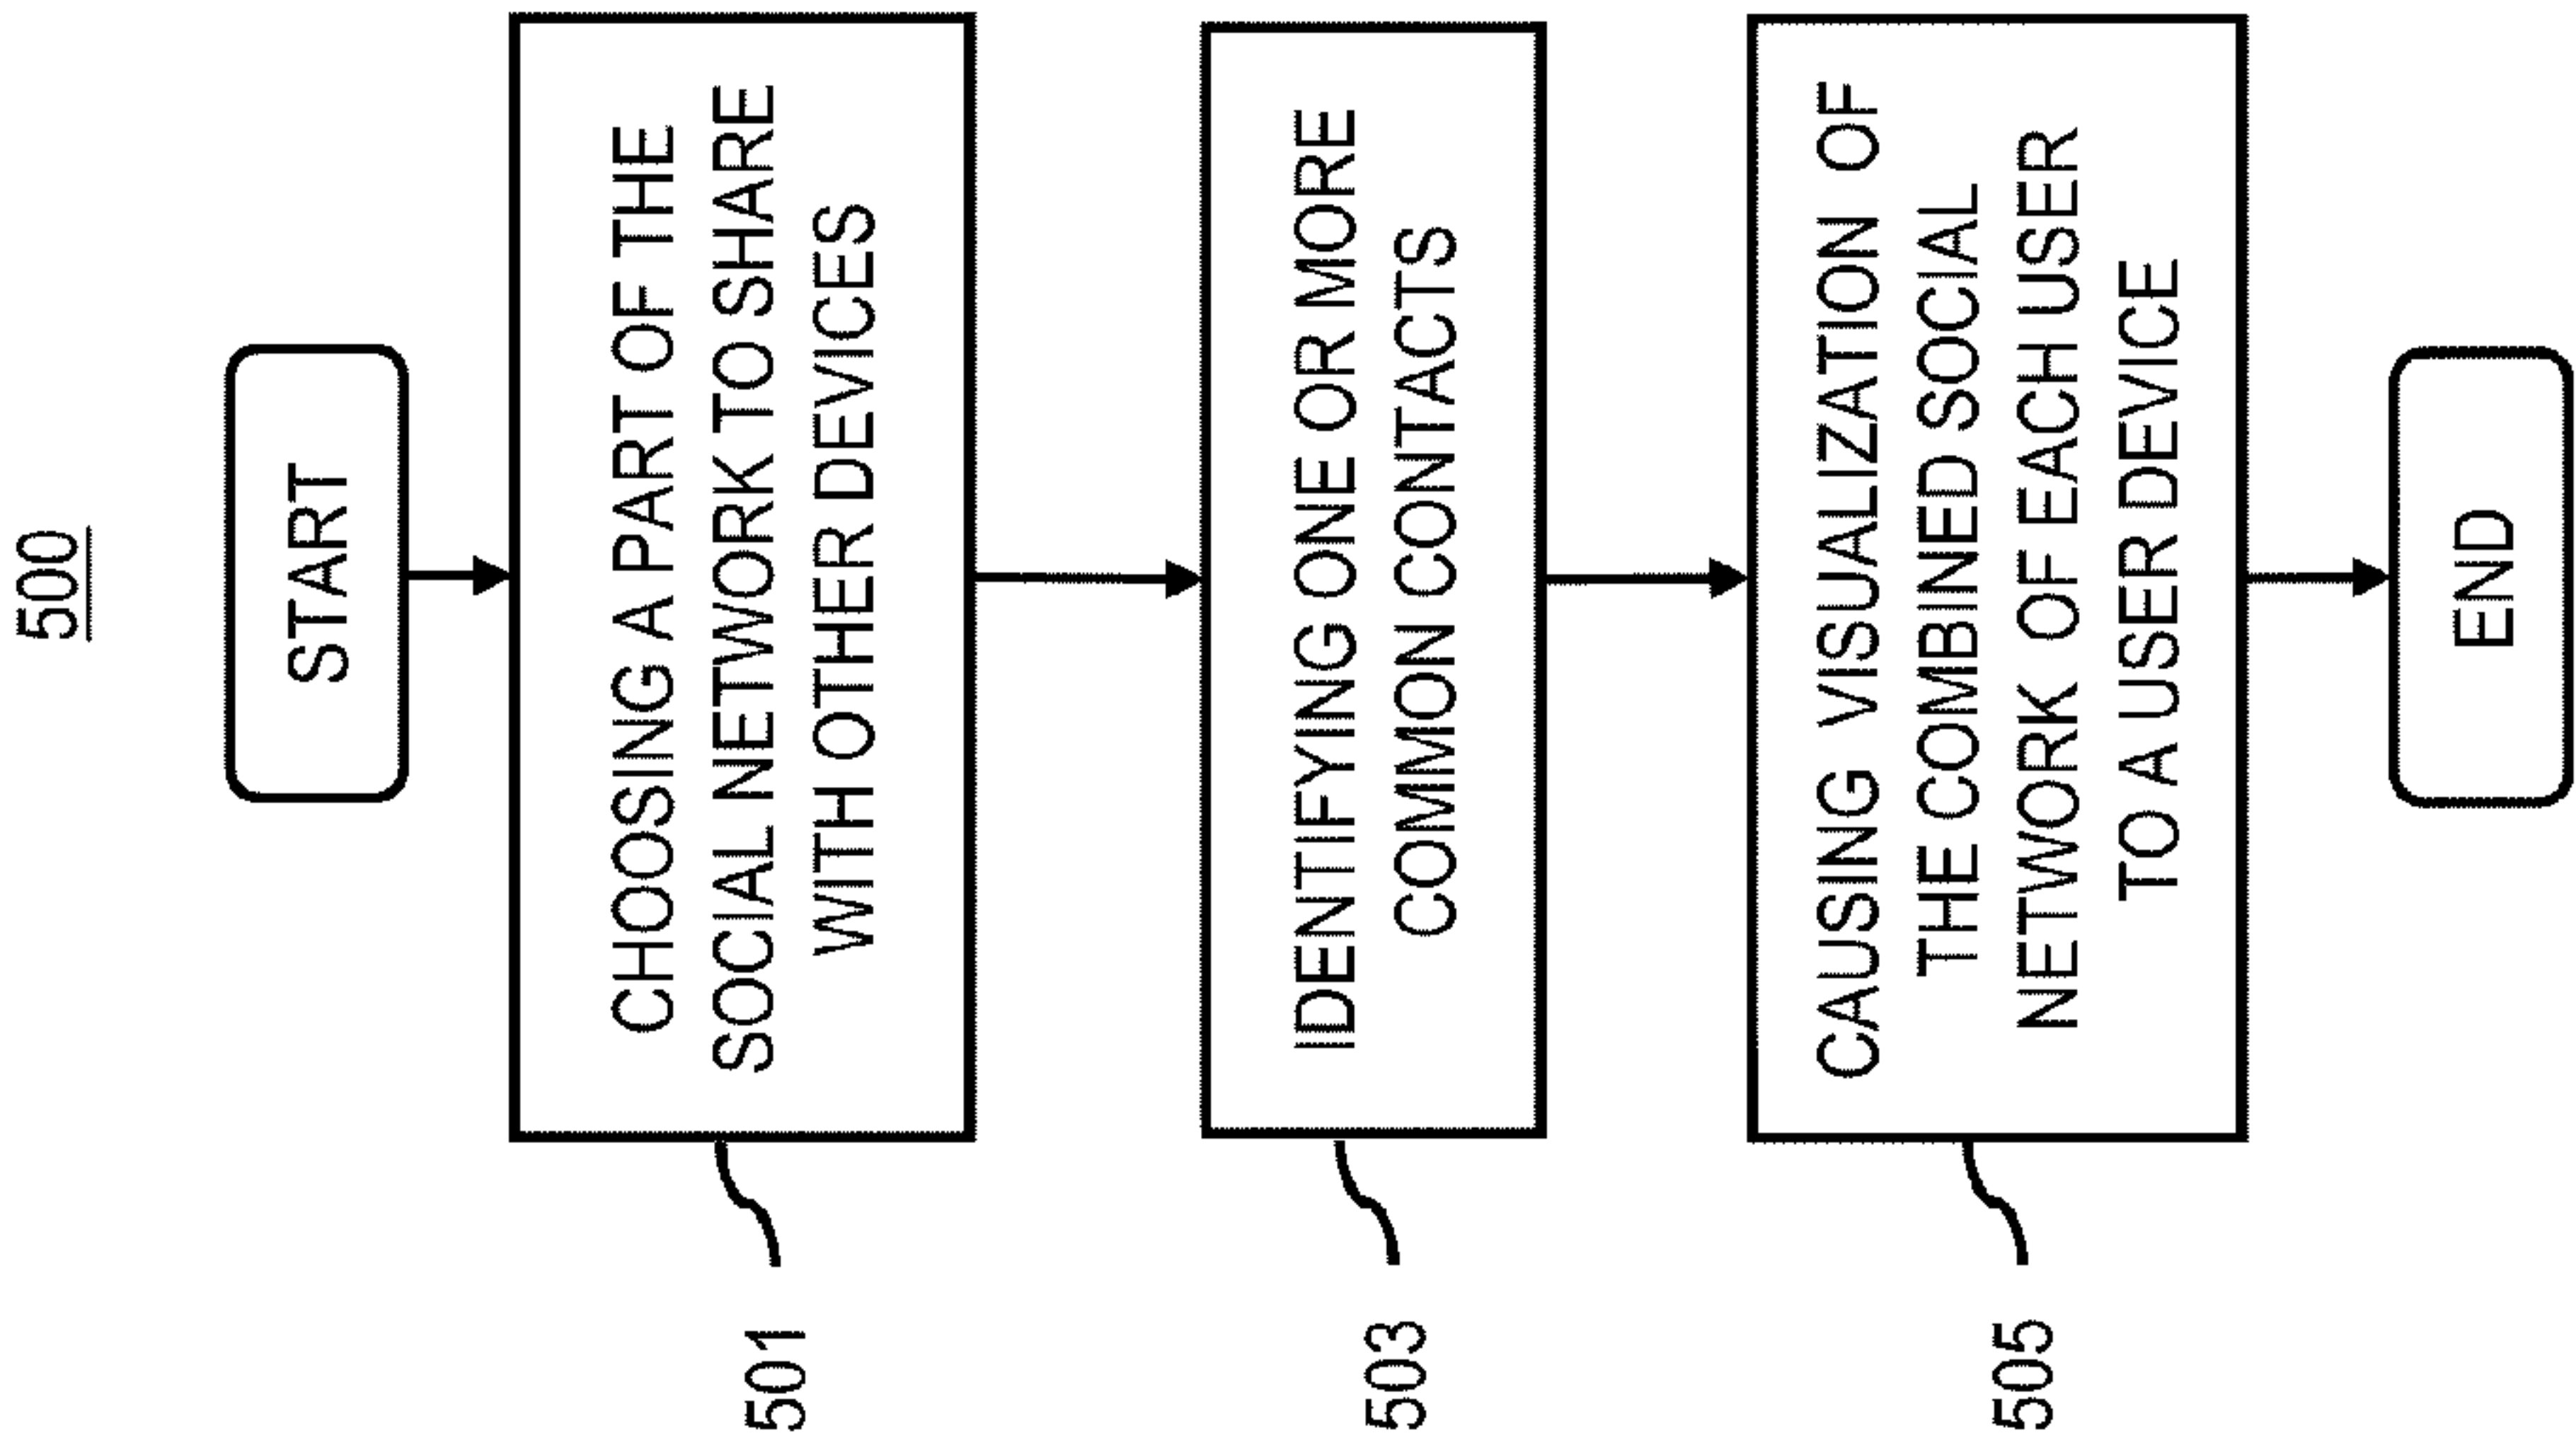 500
START
CHOOSING A PART OF THE
SOCIAL NETWORK TO SHARE
WITH OTHER DEVICES
501
IDENTIFYING ONE OR MORE
COMMON CONTACTS
503
CAUSING VISUALIZATION OF
THE COMBINED SOCIAL
NETWORK OF EACH USER
TO A USER DEVICE
505
END